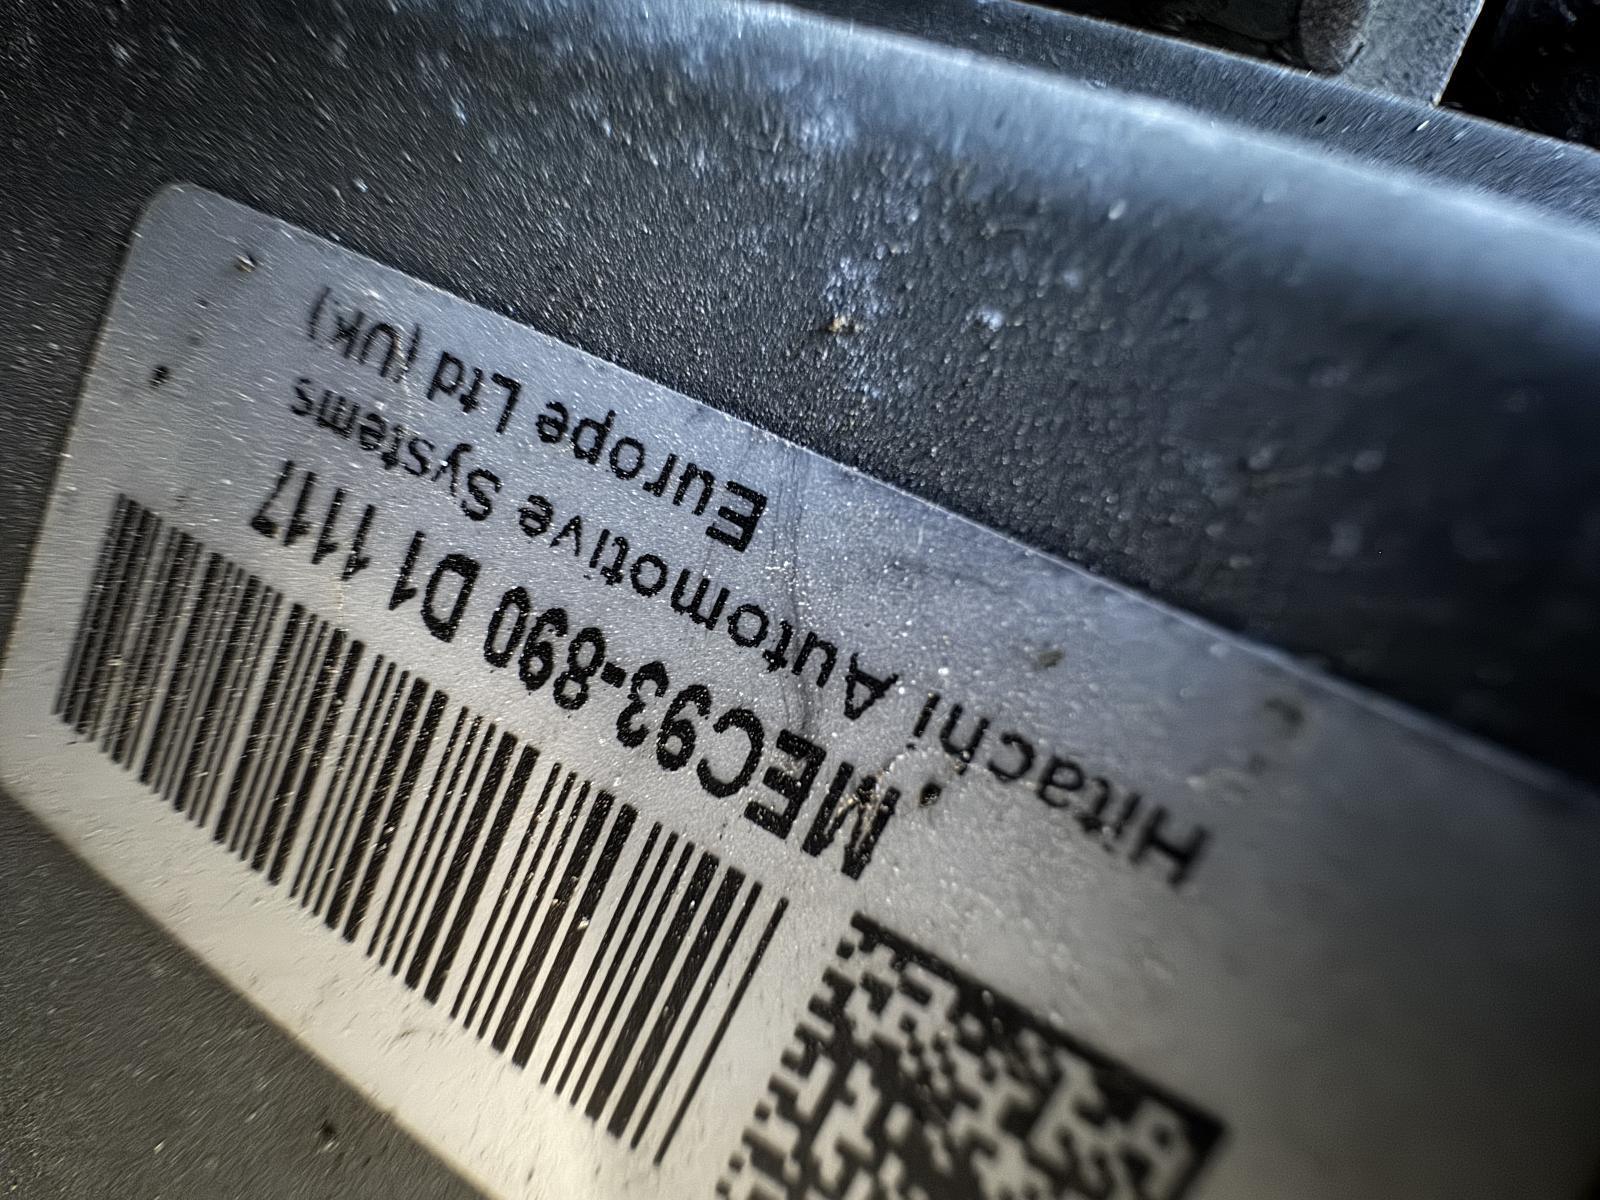 MEC93-890 D1 1117
Hitachi Automotive Systems
Europe Ltd (UK)